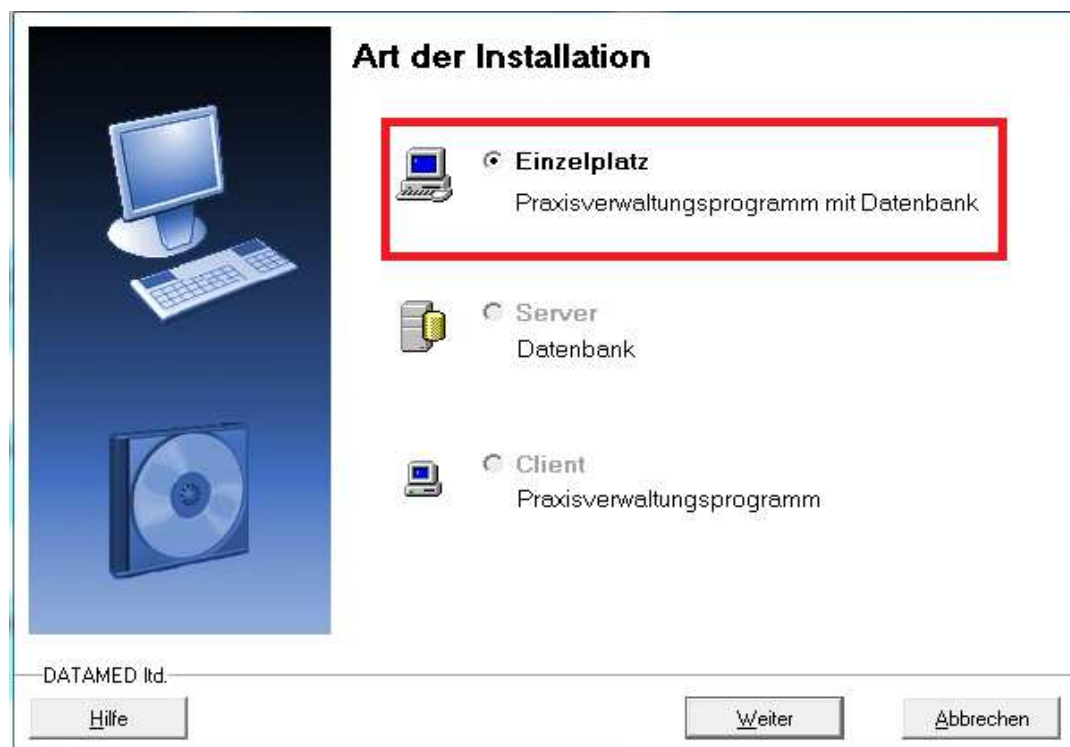 Art der Installation
Einzelplatz
Praxisverwaltungsprogramm mit Datenbank
Server
Datenbank
Client
Praxisverwaltungsprogramm
DATAMED ltd.
Hilfe
Weiter
Abbrechen